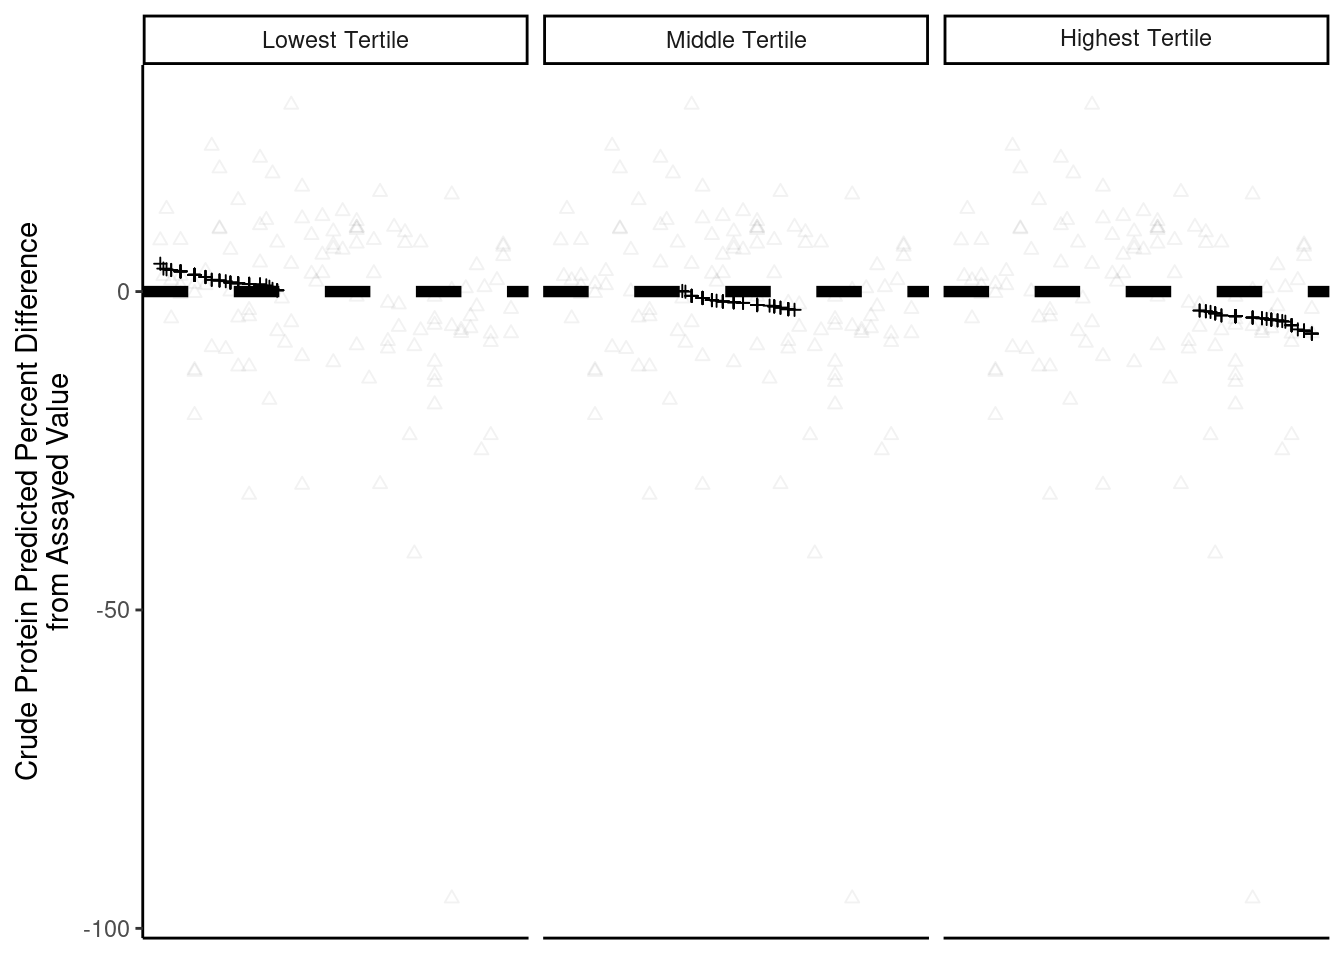 Lowest Tertile
Middle Tertile
Highest Tertile
Crude Protein Predicted Percent Difference
from Assayed Value
0
-50
-100